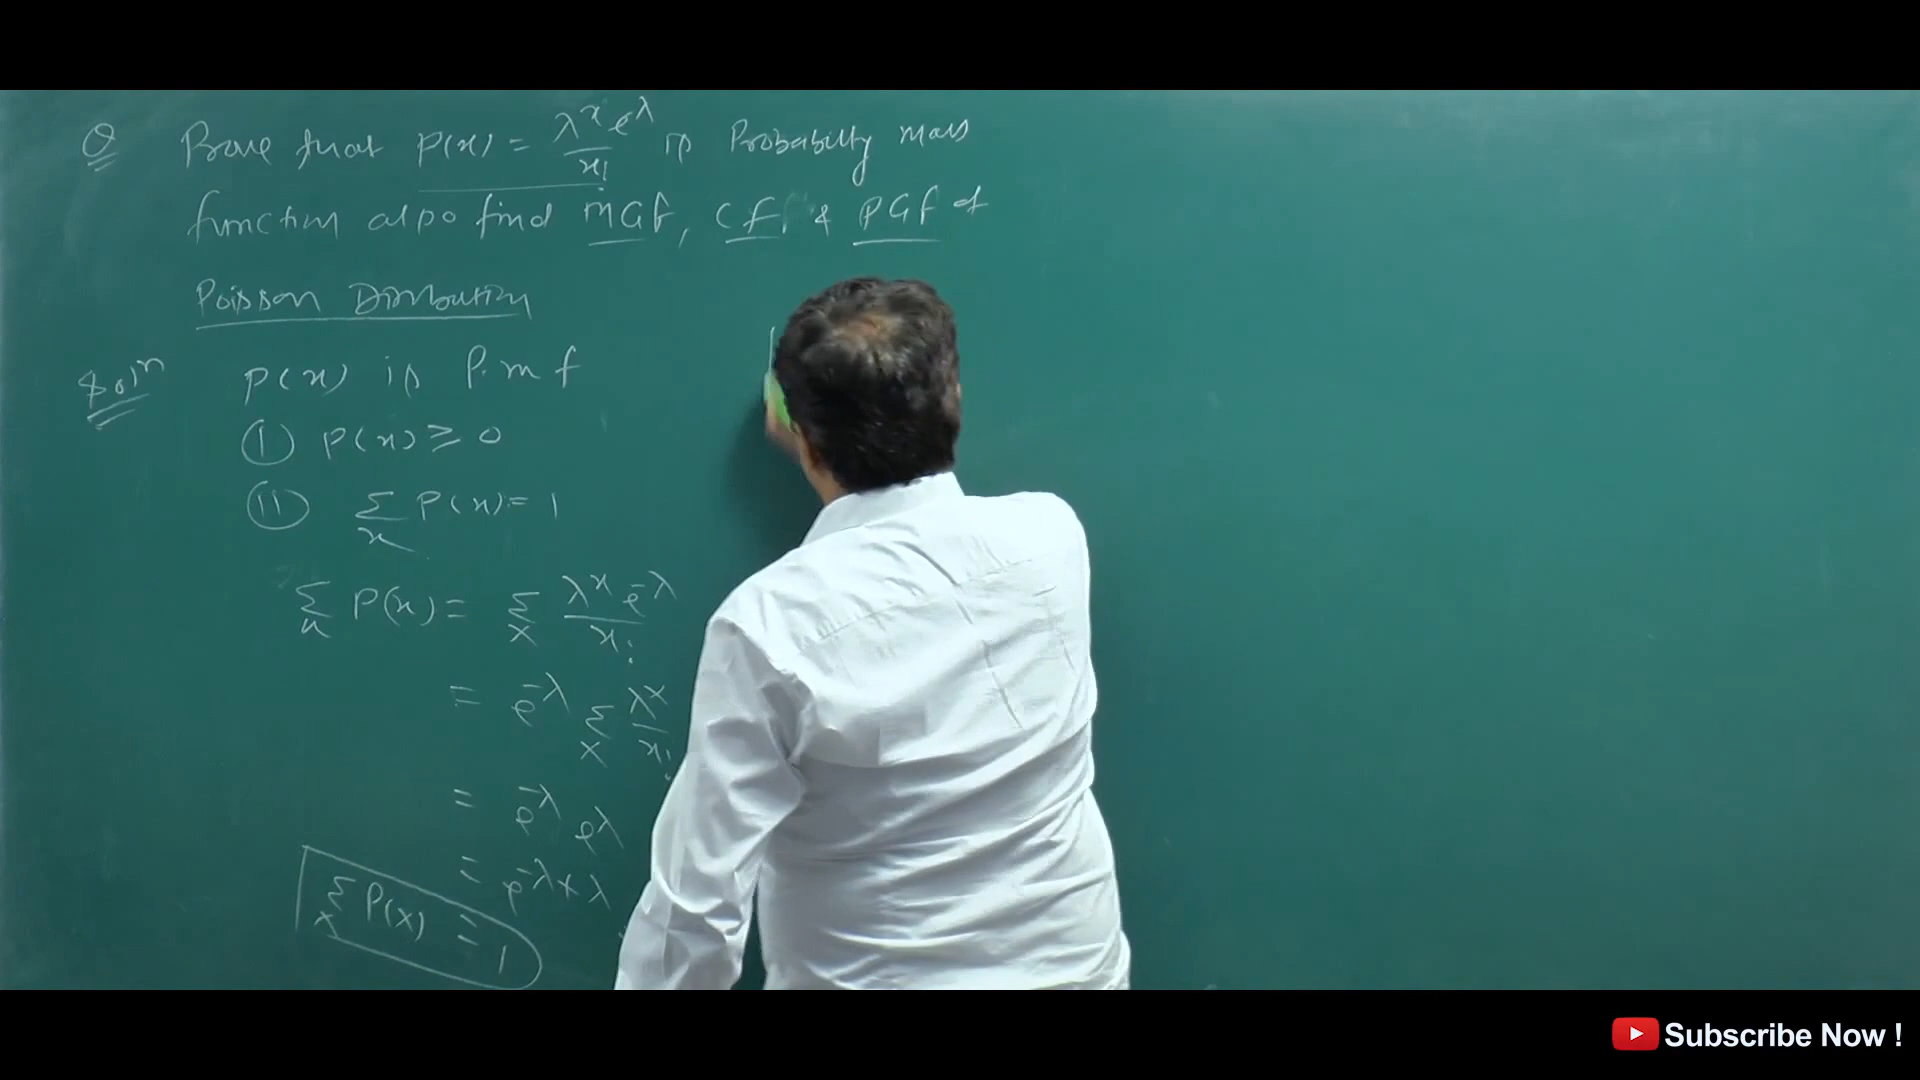 Q Prove that P(x) = λ^x e^λ / x! is Probability mass
function also find MGF, CF, & PGF of
Poisson Distribution
Soln P(x) is P.m f
(I) P(x) ≥ 0
(II) Σ_x P(x) = 1
Σ_x P(x) = Σ_x λ^x e^-λ / x!
= e^-λ Σ_x λ^x / x!
= e^-λ e^λ
= e^-λ+λ
Σ_x P(x) = 1
Subscribe Now !